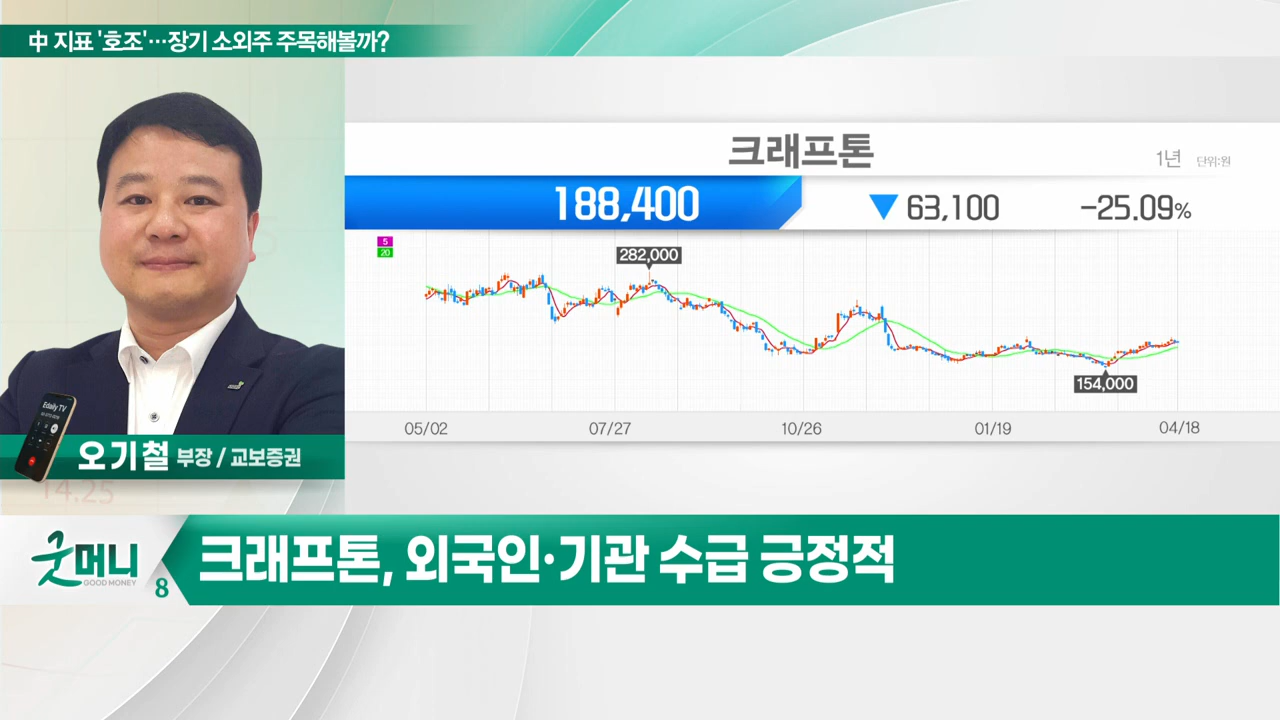 中 지표 '호조'…장기 소외주 주목해볼까?
크래프톤
1년 단위:원
188,400 ▼ 63,100 -25.09%
5
20
282,000
154,000
05/02 07/27 10/26 01/19 04/18
Edaily TV
오기철 부장 / 교보증권
14.25
굿머니
GOOD MONEY
8
크래프톤, 외국인·기관 수급 긍정적